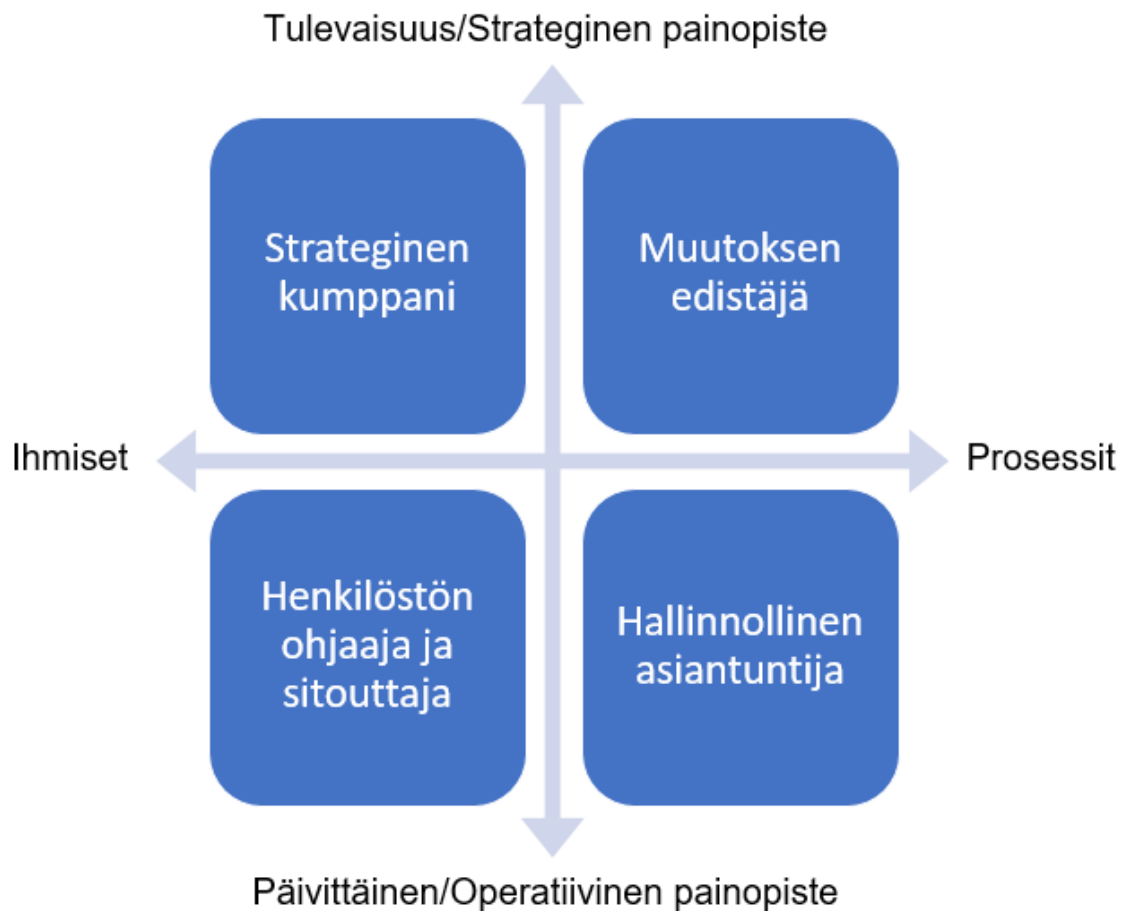 Tulevaisuus/Strateginen painopiste
Strateginen
kumppani
Muutoksen
edistäjä
Ihmiset
Prosessit
Henkilöstön
ohjaaja ja
sitouttaja
Hallinnollinen
asiantuntija
Päivittäinen/Operatiivinen painopiste